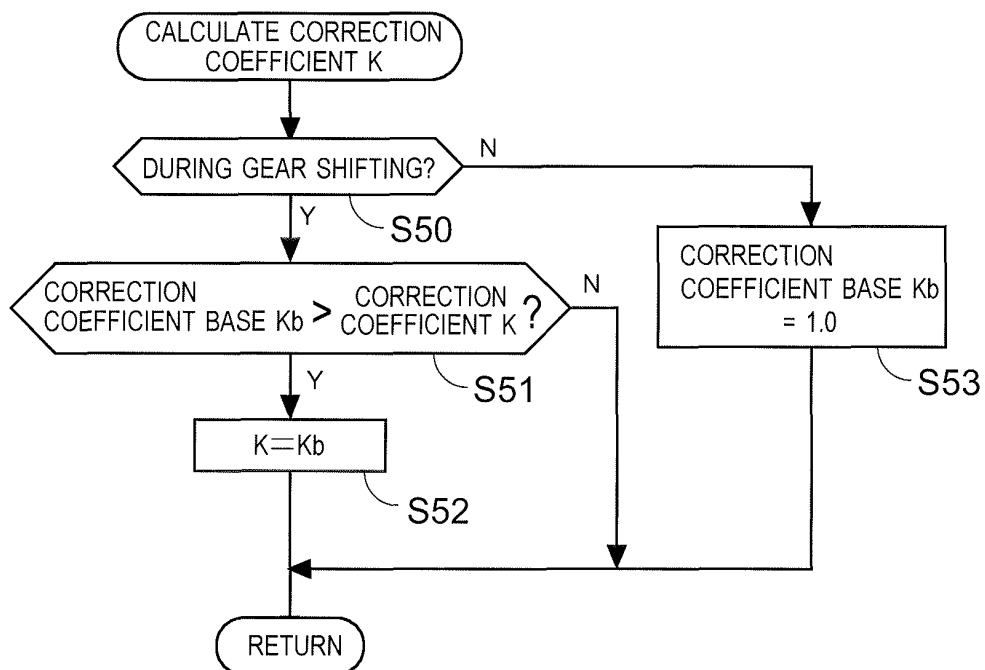 CALCULATE CORRECTION
COEFFICIENT K
DURING GEAR SHIFTING?
N
Y
S50
CORRECTION
COEFFICIENT BASE Kb
= 1.0
S53
CORRECTION
COEFFICIENT BASE Kb > CORRECTION
COEFFICIENT K ?
N
Y
S51
K=Kb
S52
RETURN